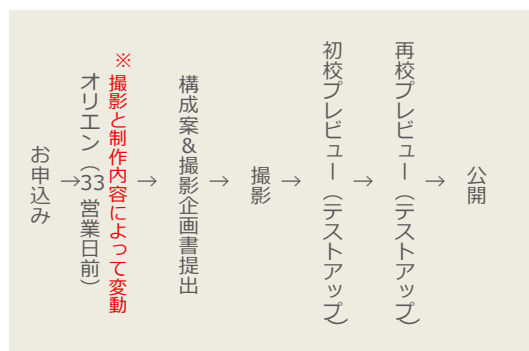 お申込み
→
オリエン（33営業日前）
※撮影と制作内容によって変動
→
構成案&撮影企画書提出
→
撮影
→
初校プレビュー（テストアップ）
→
再校プレビュー（テストアップ）
→
公開